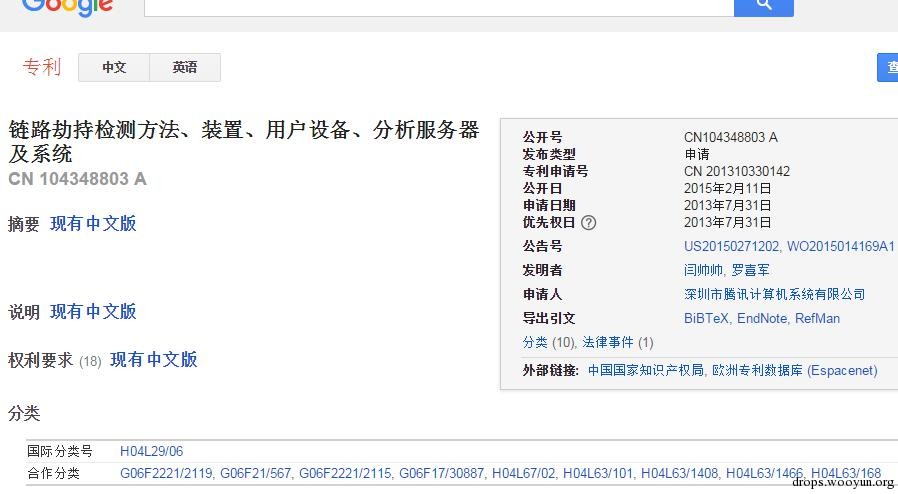 Google
专利 中文 英语 查
链路劫持检测方法、装置、用户设备、分析服务器
及系统
CN 104348803 A
摘要 现有中文版
说明 现有中文版
权利要求 (18) 现有中文版
公开号 CN104348803 A
发布类型 申请
专利申请号 CN 201310330142
公开日 2015年2月11日
申请日期 2013年7月31日
优先权日 ? 2013年7月31日
公告号 US20150271202, WO2015014169A1
发明者 闫帅帅, 罗喜军
申请人 深圳市腾讯计算机系统有限公司
导出引文 BiBTeX, EndNote, RefMan
分类 (10), 法律事件 (1)
外部链接: 中国国家知识产权局, 欧洲专利数据库 (Espacenet)
分类
国际分类号 H04L29/06
合作分类 G06F2221/2119, G06F21/567, G06F2221/2115, G06F17/30887, H04L67/02, H04L63/101, H04L63/1408, H04L63/1466, H04L63/168
drops.wooyun.org